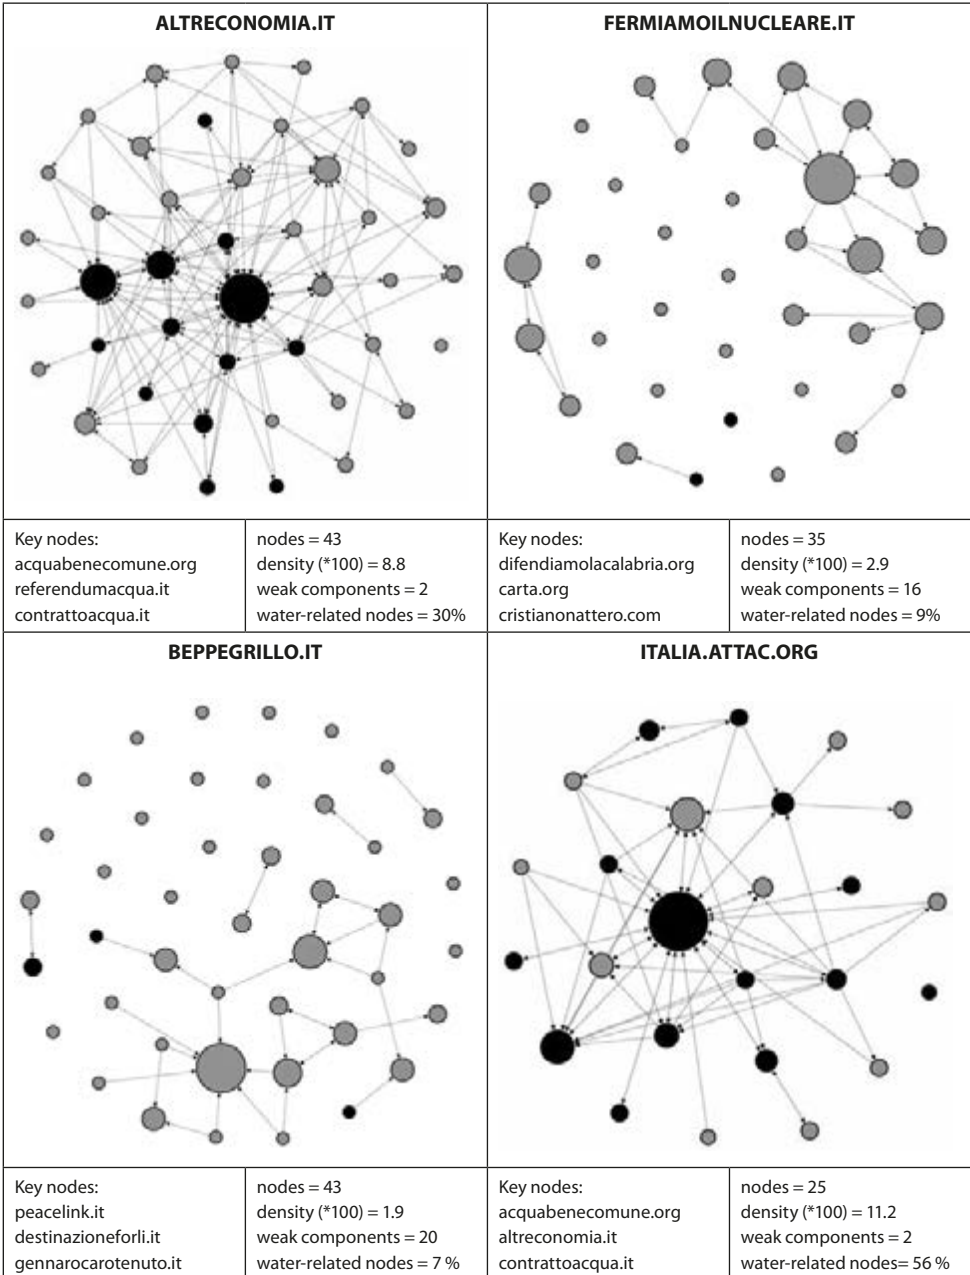 ALTRECONOMIA.IT
FERMIAMOILNUCLEARE.IT
Key nodes:
acquabenecomune.org
referendumacqua.it
contrattoacqua.it
nodes = 43
density (*100) = 8.8
weak components = 2
water-related nodes = 30%
Key nodes:
difendiamolacalabria.org
carta.org
cristianonattero.com
nodes = 35
density (*100) = 2.9
weak components = 16
water-related nodes = 9%
BEPPEGRILLO.IT
ITALIA.ATTAC.ORG
Key nodes:
peacelink.it
destinazioneforli.it
gennarocarotenuto.it
nodes = 43
density (*100) = 1.9
weak components = 20
water-related nodes = 7 %
Key nodes:
acquabenecomune.org
altreconomia.it
contrattoacqua.it
nodes = 25
density (*100) = 11.2
weak components = 2
water-related nodes= 56 %